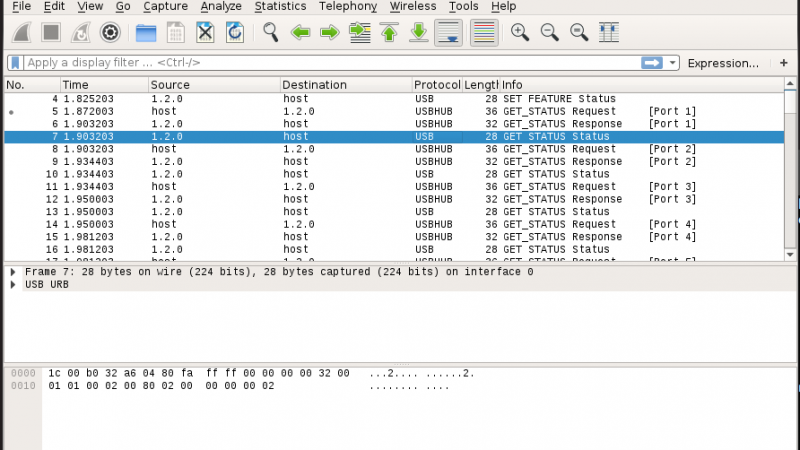 File Edit View Go Capture Analyze Statistics Telephony Wireless Tools Help
Apply a display filter ... <Ctrl-/> Expression... +
No. Time Source Destination Protocol Length Info
4 1.825203 1.2.0 host USB 28 SET FEATURE Status
5 1.872003 host 1.2.0 USBHUB 36 GET_STATUS Request [Port 1]
6 1.903203 1.2.0 host USBHUB 32 GET_STATUS Response [Port 1]
7 1.903203 1.2.0 host USB 28 GET STATUS Status
8 1.903203 host 1.2.0 USBHUB 36 GET_STATUS Request [Port 2]
9 1.934403 1.2.0 host USBHUB 32 GET_STATUS Response [Port 2]
10 1.934403 1.2.0 host USB 28 GET STATUS Status
11 1.934403 host 1.2.0 USBHUB 36 GET_STATUS Request [Port 3]
12 1.950003 1.2.0 host USBHUB 32 GET_STATUS Response [Port 3]
13 1.950003 1.2.0 host USB 28 GET STATUS Status
14 1.950003 host 1.2.0 USBHUB 36 GET_STATUS Request [Port 4]
15 1.981203 1.2.0 host USBHUB 32 GET_STATUS Response [Port 4]
16 1.981203 1.2.0 host USB 28 GET STATUS Status
17 1.981203 host 1.2.0 USBHUB 36 GET_STATUS Request [Port 5]
Frame 7: 28 bytes on wire (224 bits), 28 bytes captured (224 bits) on interface 0
USB URB
0000 1c 00 b0 32 a6 04 80 fa ff ff 00 00 00 00 32 00 ...2.... ......2.
0010 01 01 00 02 00 80 02 00 00 00 00 02 ........ ....